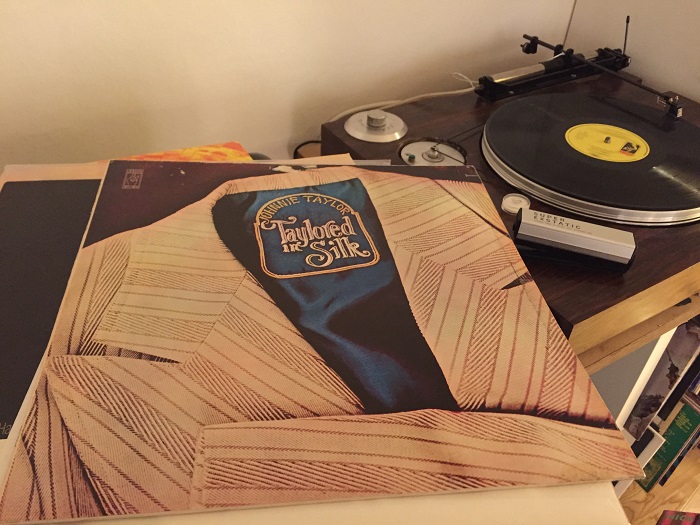 JOHNNIE TAYLOR
Taylored
in
Silk
SUPER
EXSTATIC